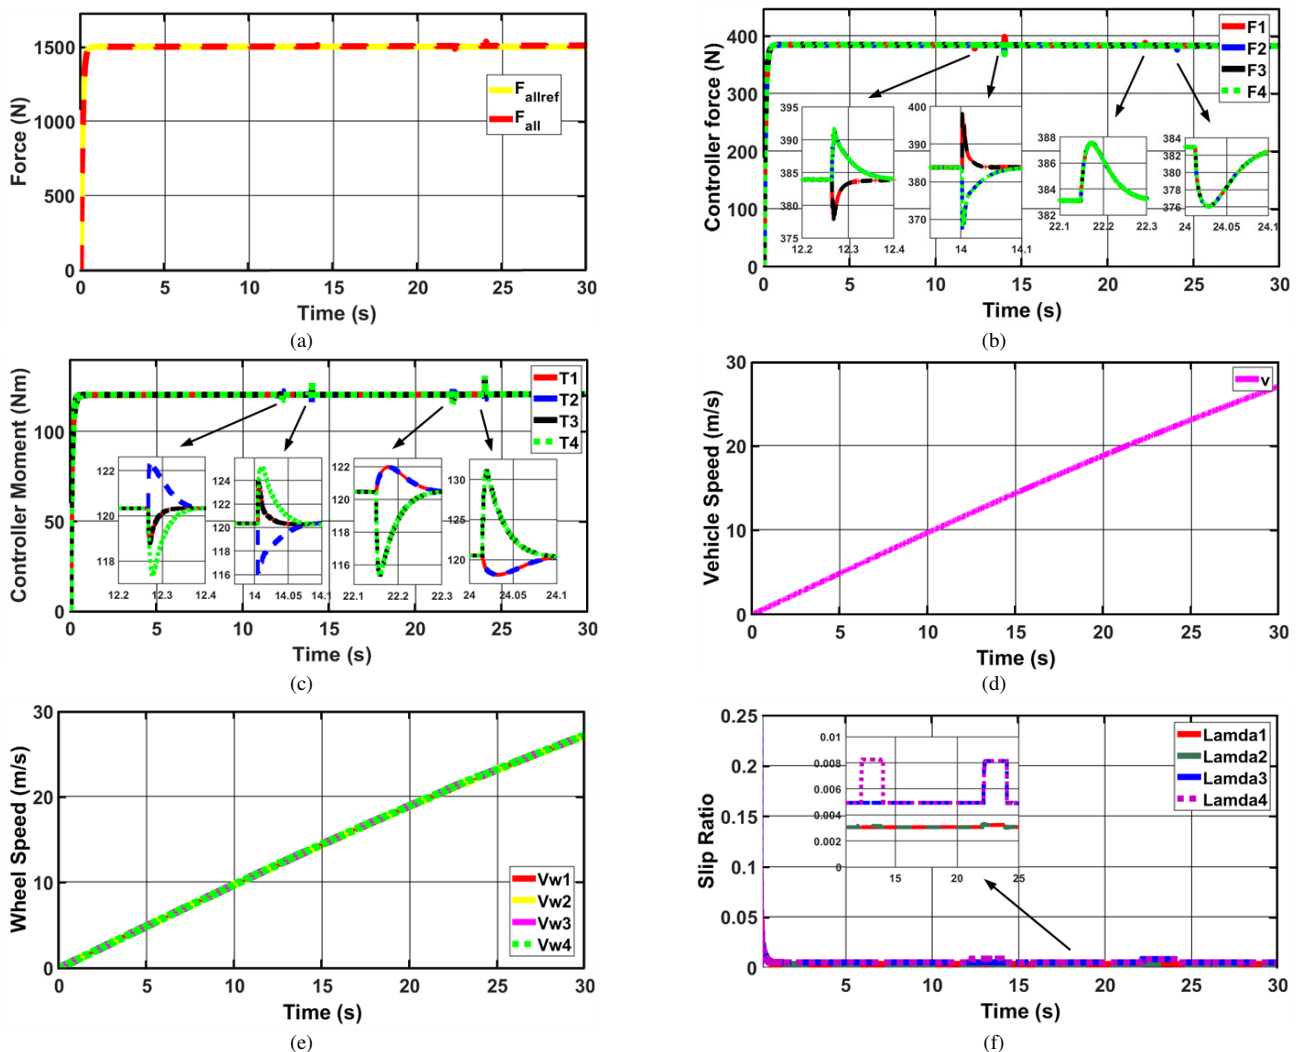 1500
1000
500
0
0 5 10 15 20 25 30
Force (N)
Time (s)
F_allref
F_all
(a)
400
350
300
200
100
0
0 5 10 15 20 25 30
Controller force (N)
Time (s)
F1
F2
F3
F4
395
390
385
380
375
12.2 12.3 12.4
400
390
380
370
14 14.1
388
386
384
382
22.1 22.2 22.3
384
382
380
378
376
24 24.05 24.1
(b)
100
50
0
0 5 10 15 20 25 30
Controller Moment (Nm)
Time (s)
T1
T2
T3
T4
122
120
118
12.2 12.3 12.4
124
122
120
118
116
14 14.05 14.1
122
120
118
116
22.1 22.2 22.3
130
125
120
24 24.05 24.1
(c)
30
20
10
0
0 5 10 15 20 25 30
Vehicle Speed (m/s)
Time (s)
v
(d)
30
20
10
0
0 5 10 15 20 25 30
Wheel Speed (m/s)
Time (s)
Vw1
Vw2
Vw3
Vw4
(e)
0.25
0.2
0.15
0.1
0.05
0
5 10 15 20 25 30
Slip Ratio
Time (s)
Lamda1
Lamda2
Lamda3
Lamda4
0.01
0.008
0.006
0.004
0.002
0
15 20 25
(f)